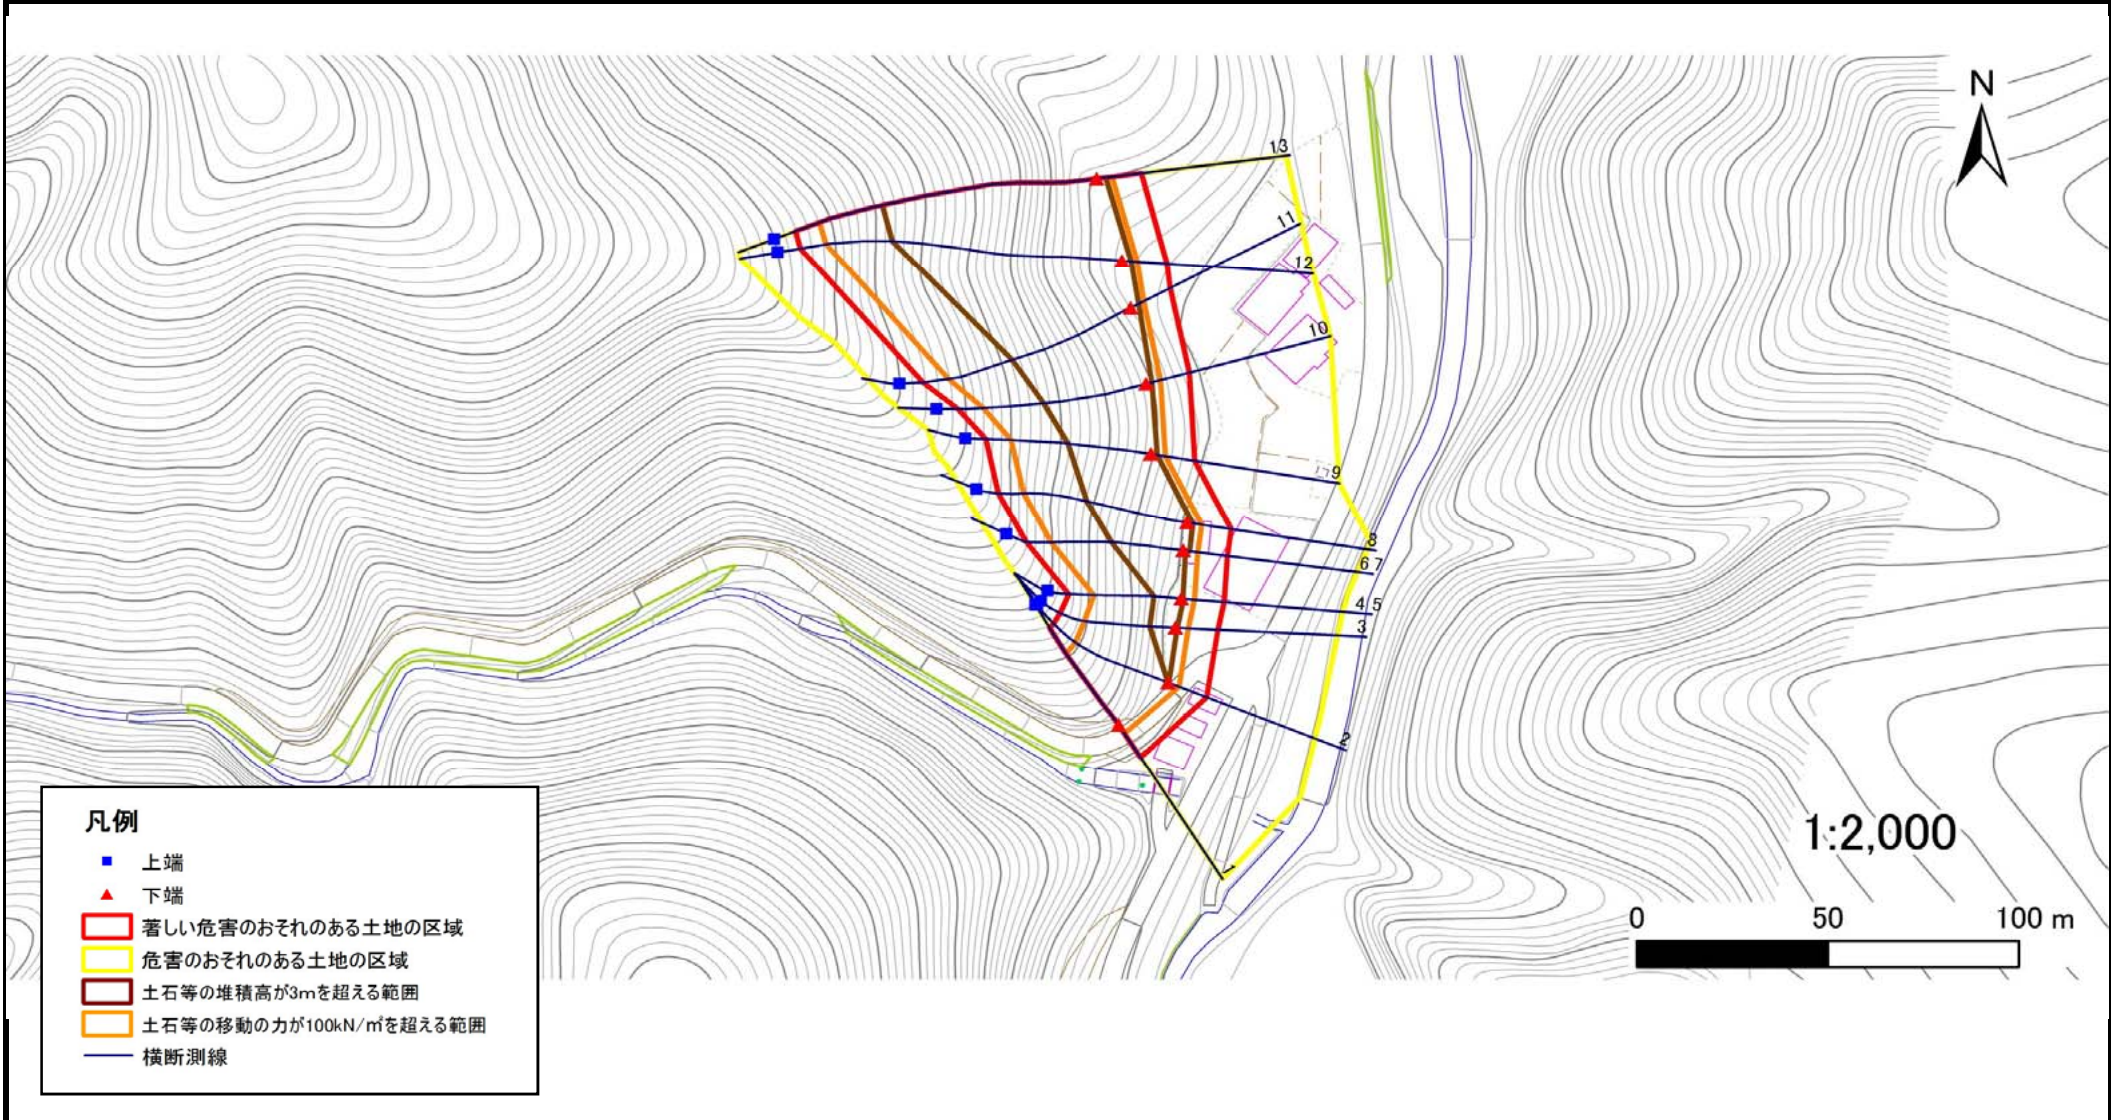 N
13
11
12
10
9
8
6 7
4 5
3
2
1
1:2,000
0 50 100 m
凡例
上端
下端
著しい危害のおそれのある土地の区域
危害のおそれのある土地の区域
土石等の堆積高が3mを超える範囲
土石等の移動の力が100kN/㎡を超える範囲
横断測線